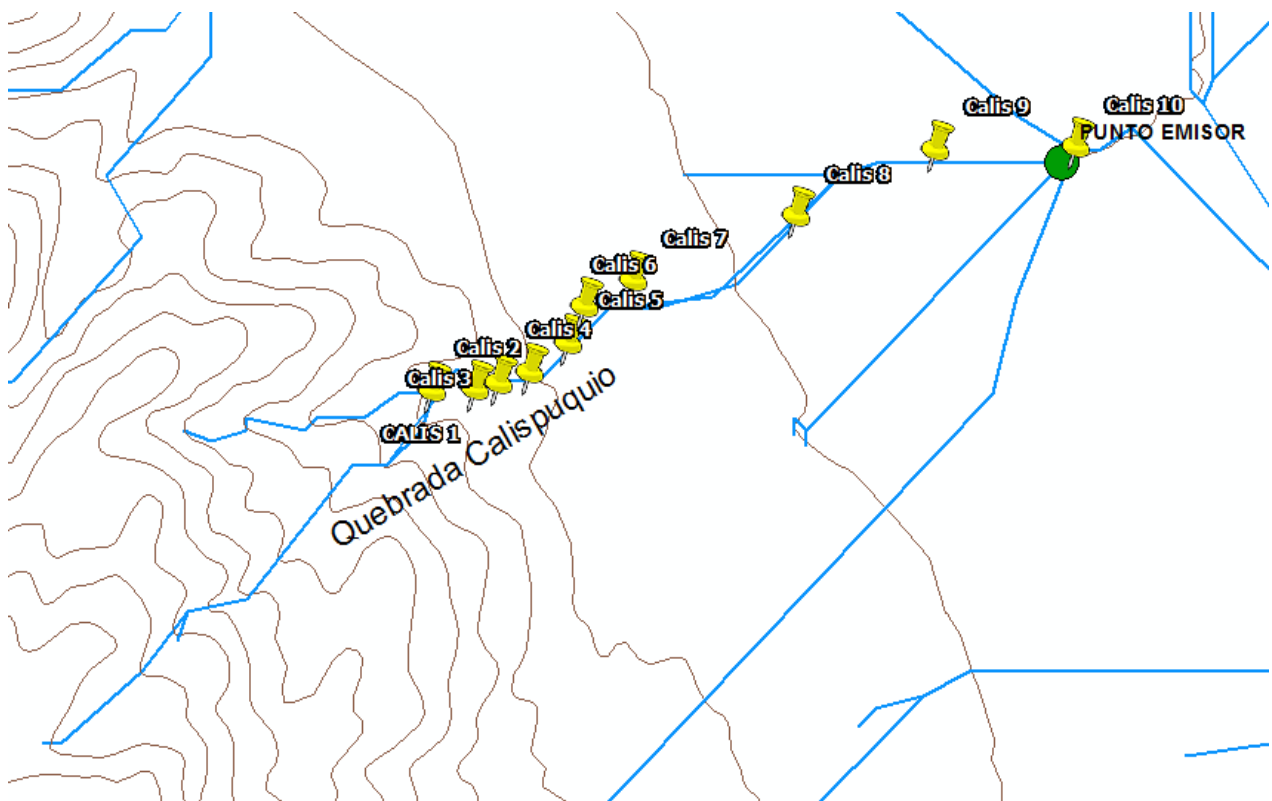 Calis 9
Calis 10
PUNTO EMISOR
Calis 8
Calis 7
Calis 6
Calis 5
Calis 4
Calis 2
Calis 3
CALIS 1
Quebrada Calispuquio